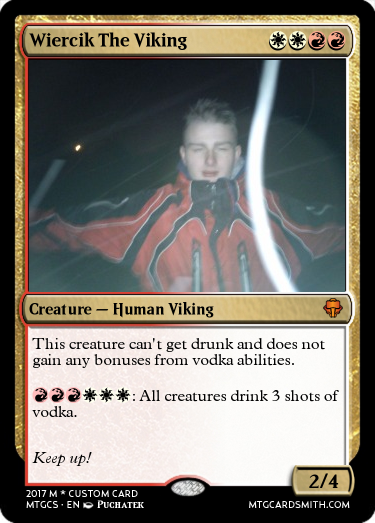 Wiercik The Viking
Creature — Human Viking
This creature can't get drunk and does not
gain any bonuses from vodka abilities.
: All creatures drink 3 shots of
vodka.
Keep up!
2/4
2017 M * CUSTOM CARD
MTGCS · EN PUCHATEK
MTGCARDSMITH.COM